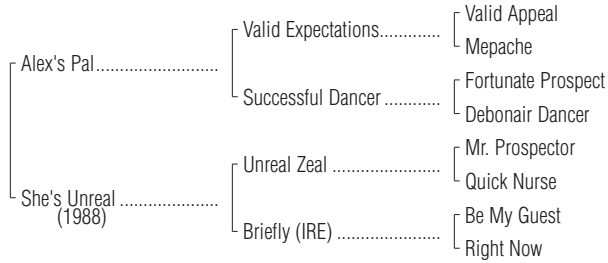 Valid Appeal
Valid Expectations.............
Mepache
Alex's Pal..........................
Fortunate Prospect
Successful Dancer ............
Debonair Dancer
Mr. Prospector
Unreal Zeal .......................
Quick Nurse
She's Unreal .....................
(1988)
Be My Guest
Briefly (IRE) ......................
Right Now